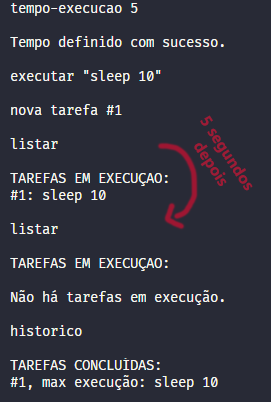 tempo-execucao 5
Tempo definido com sucesso.
executar "sleep 10"
nova tarefa #1
listar
TAREFAS EM EXECUÇAO:
#1: sleep 10
5 segundos
depois
listar
TAREFAS EM EXECUÇAO:
Não há tarefas em execução.
historico
TAREFAS CONCLUÌDAS:
#1, max execução: sleep 10